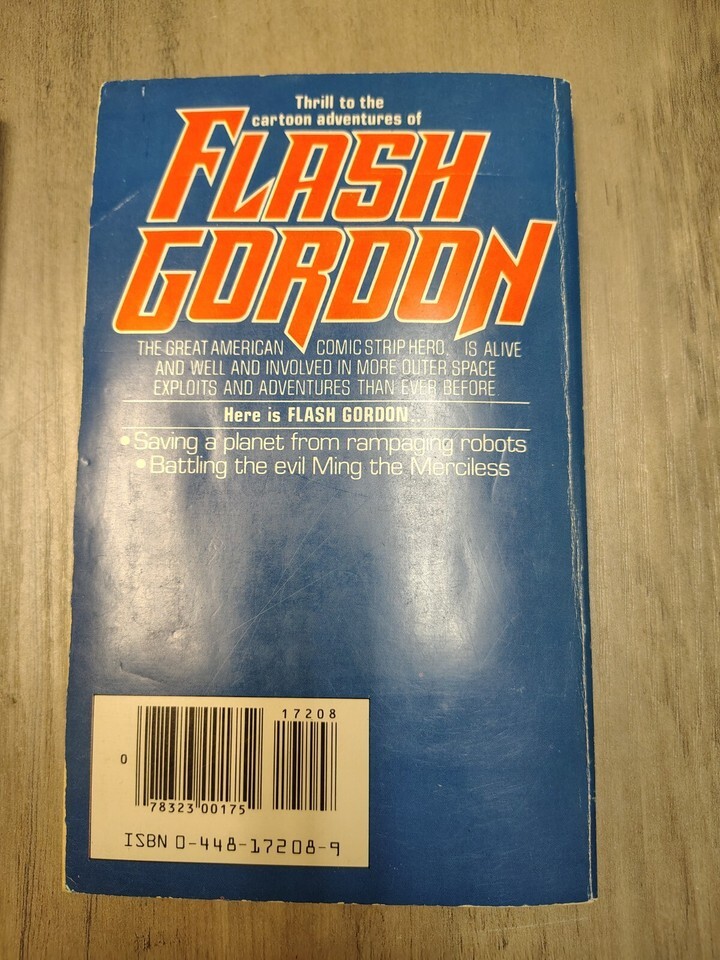 Thrill to the
cartoon adventures of
FLASH
GORDON
THE GREAT AMERICAN COMIC STRIP HERO, IS ALIVE
AND WELL AND INVOLVED IN MORE OUTER SPACE
EXPLOITS AND ADVENTURES THAN EVER BEFORE
Here is FLASH GORDON...
• Saving a planet from rampaging robots
• Battling the evil Ming the Merciless
17208
0
78323 00175
ISBN 0-448-17208-9